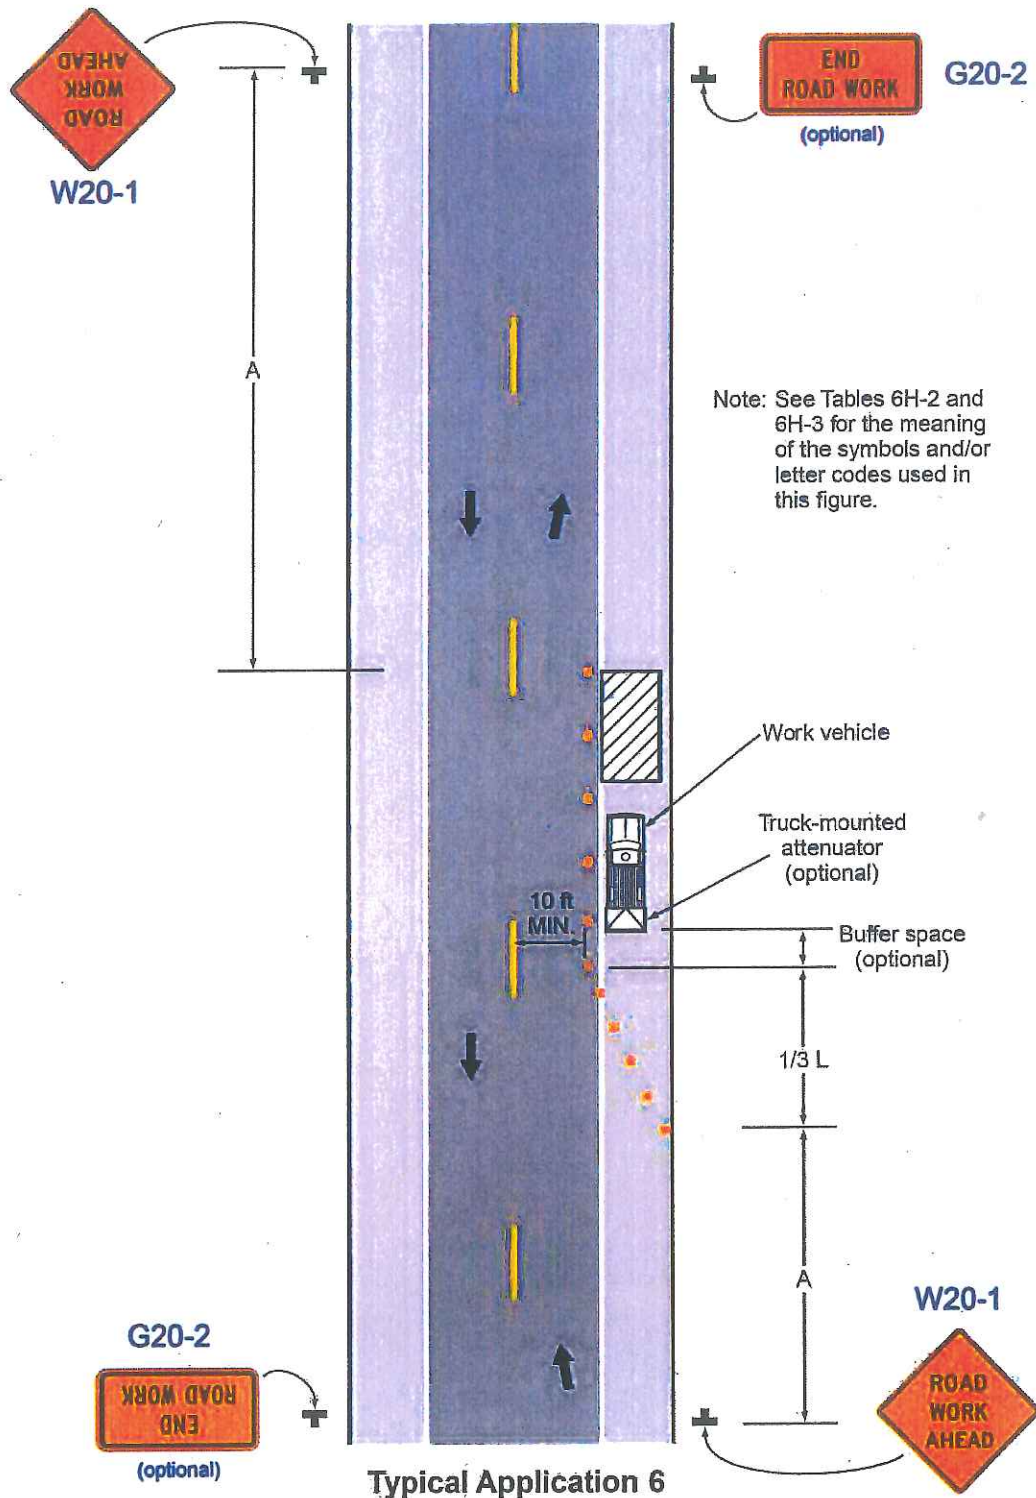 ROAD
WORK
AHEAD
W20-1
END
ROAD WORK
(optional)
G20-2
A
Note: See Tables 6H-2 and
6H-3 for the meaning
of the symbols and/or
letter codes used in
this figure.
Work vehicle
Truck-mounted
attenuator
(optional)
10 ft
MIN.
Buffer space
(optional)
1/3 L
A
W20-1
ROAD
WORK
AHEAD
G20-2
END
ROAD WORK
(optional)
Typical Application 6